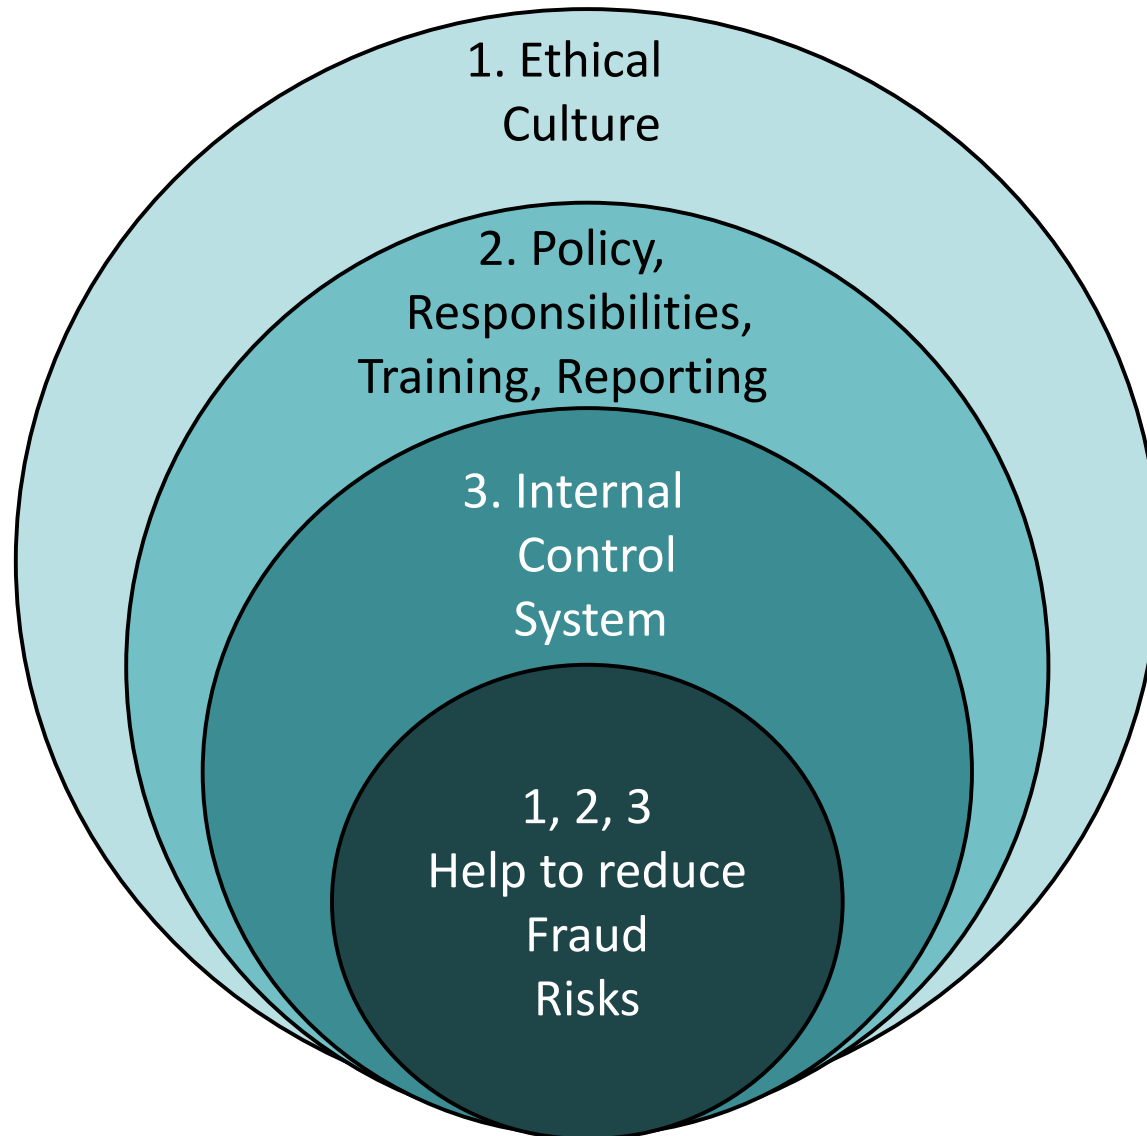 1. Ethical
Culture
2. Policy,
Responsibilities,
Training, Reporting
3. Internal
Control
System
1, 2, 3
Help to reduce
Fraud
Risks